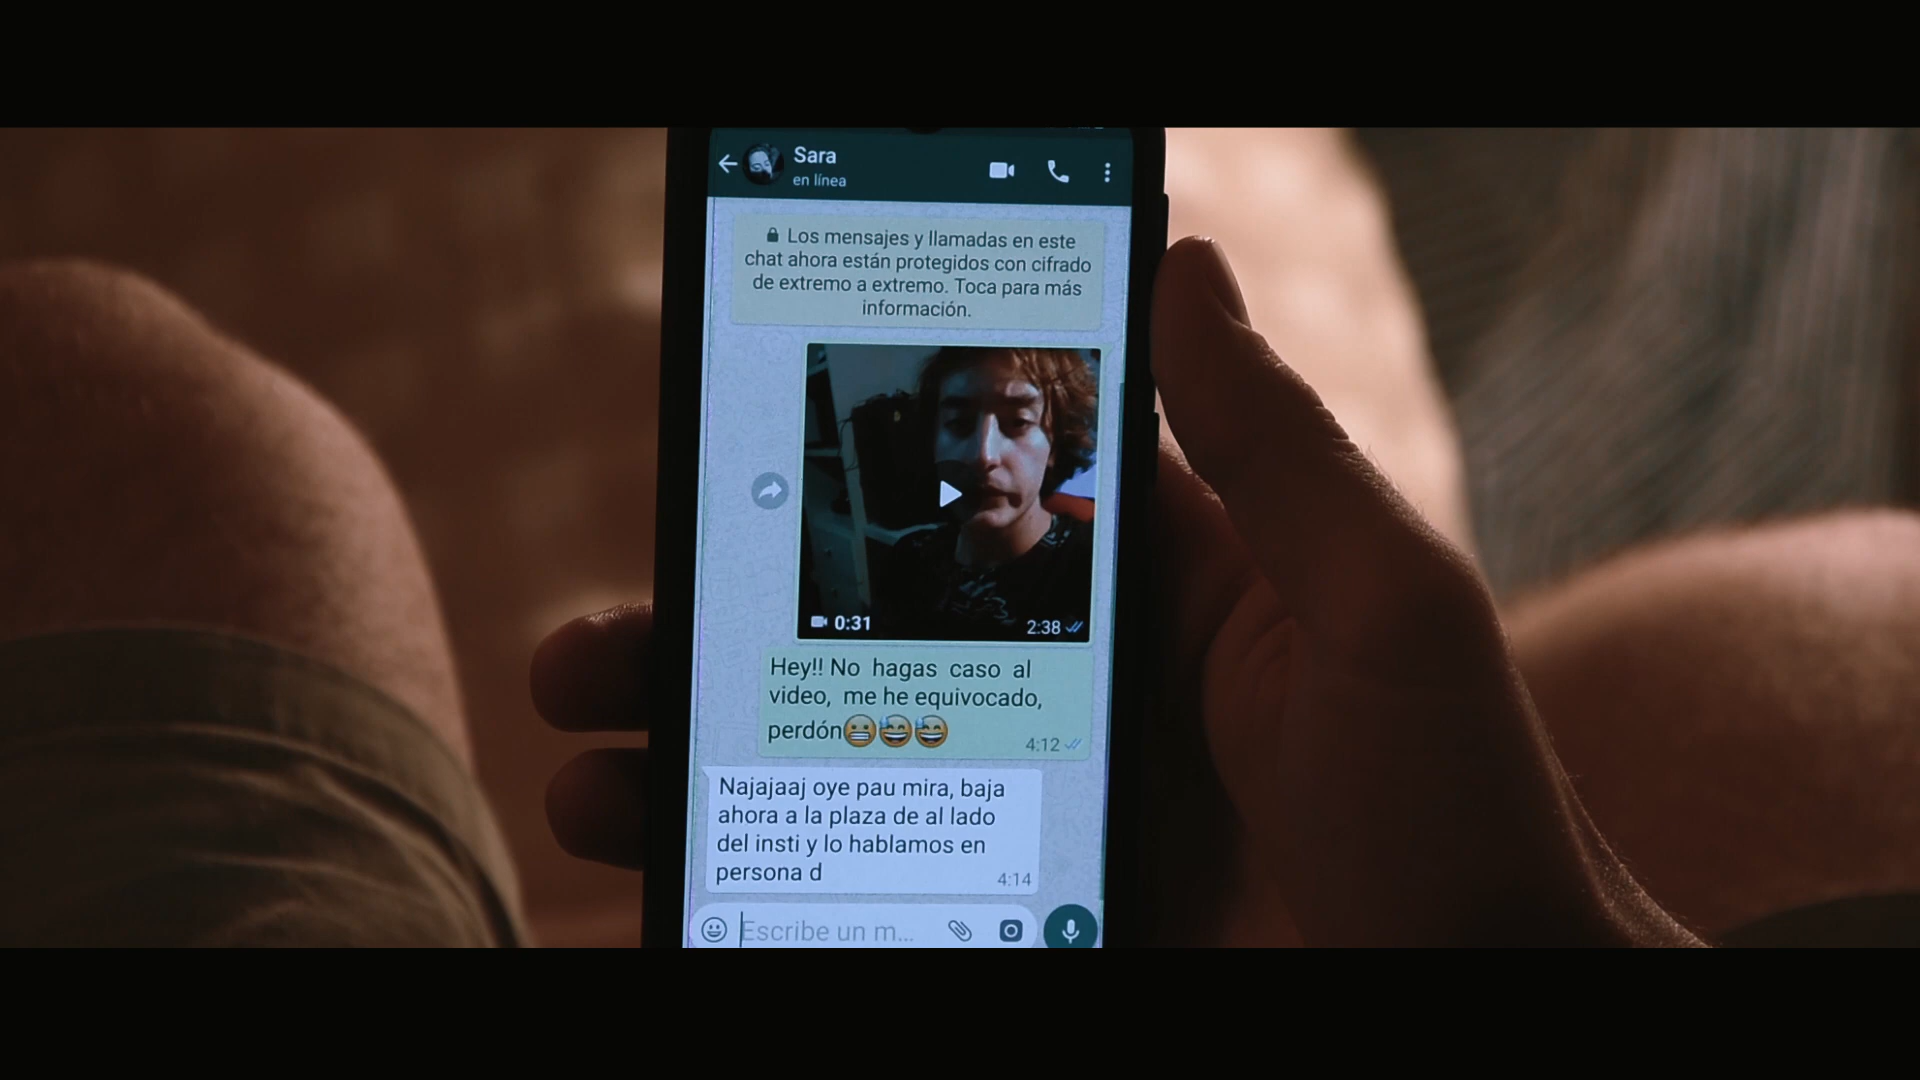 Sara
en línea
Los mensajes y llamadas en este
chat ahora están protegidos con cifrado
de extremo a extremo. Toca para más
información.
0:31
2:38
Hey!! No hagas caso al
video, me he equivocado,
perdón😬😅😅
4:12
Najajaaj oye pau mira, baja
ahora a la plaza de al lado
del insti y lo hablamos en
persona d
4:14
Escribe un m...